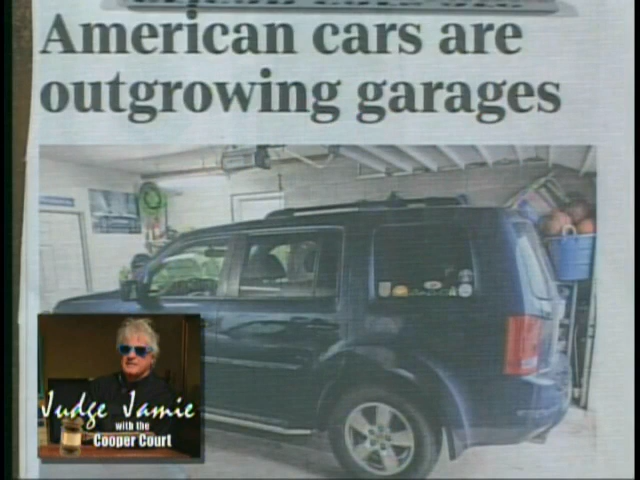 American cars are
outgrowing garages
Judge Jamie
with the
Cooper Court